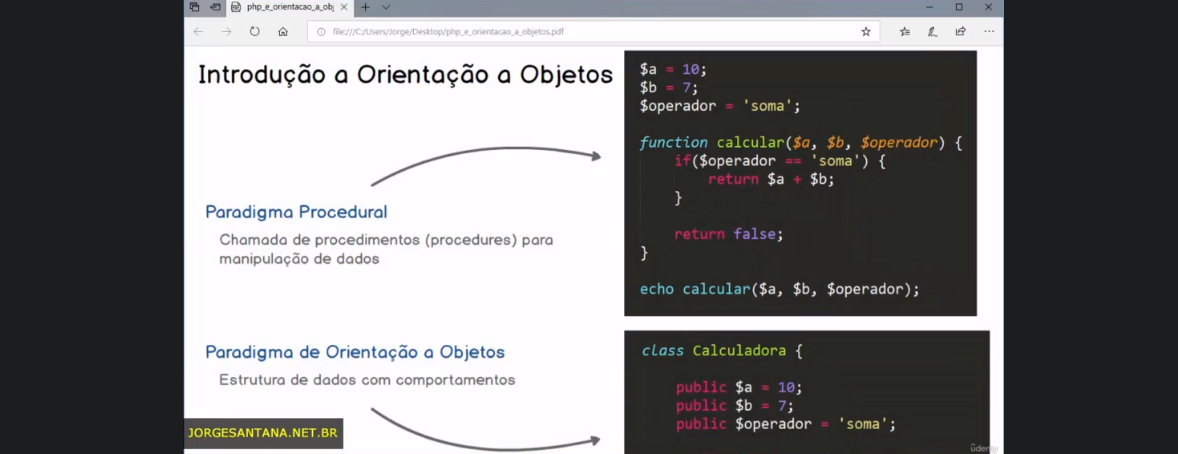 php_e_orientacao_a_obj
file:///C:/Users/Jorge/Desktop/php_e_orientacao_a_objetos.pdf
Introdução a Orientação a Objetos
Paradigma Procedural
Chamada de procedimentos (procedures) para
manipulação de dados
$a = 10;
$b = 7;
$operador = 'soma';
function calcular($a, $b, $operador) {
if($operador == 'soma') {
return $a + $b;
}
return false;
}
echo calcular($a, $b, $operador);
Paradigma de Orientação a Objetos
Estrutura de dados com comportamentos
class Calculadora {
public $a = 10;
public $b = 7;
public $operador = 'soma';
JORGESANTANA.NET.BR
ûdemy